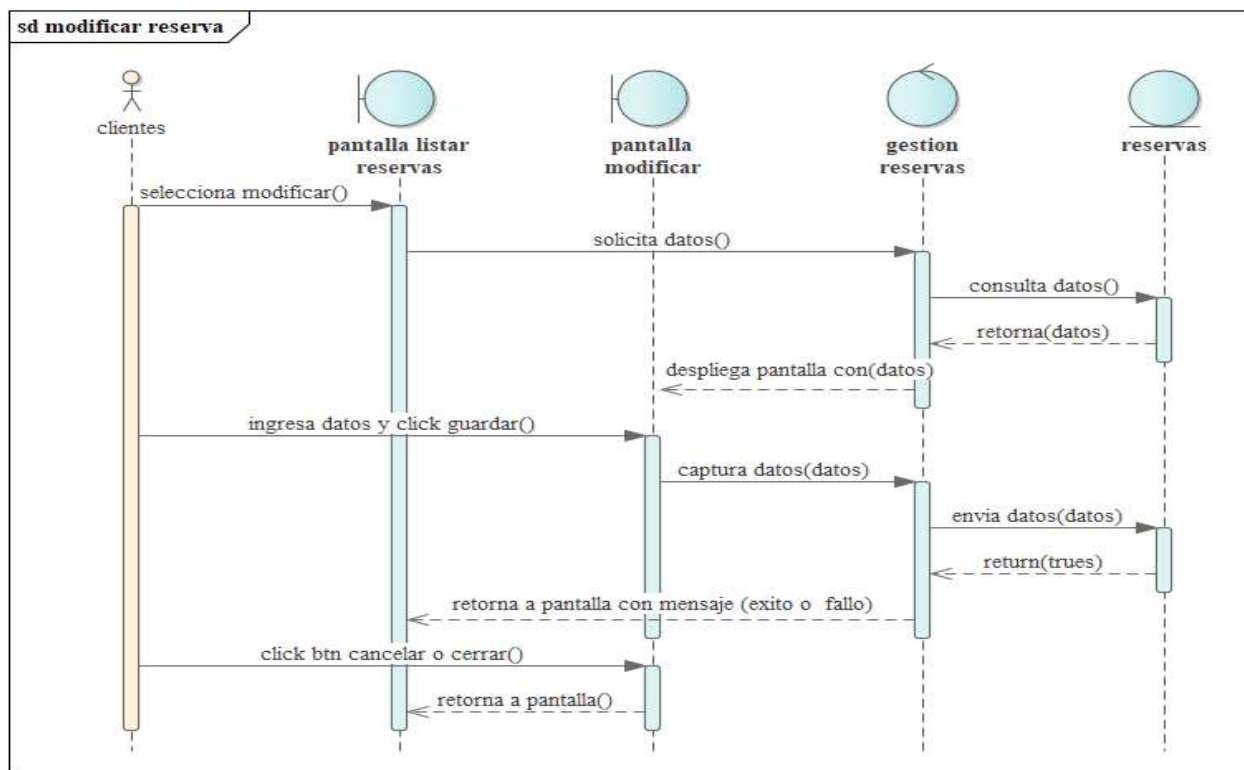 sd modificar reserva
clientes
pantalla listar
reservas
pantalla
modificar
gestion
reservas
reservas
selecciona modificar()
solicita datos()
consulta datos()
retorna(datos)
despliega pantalla con(datos)
ingresa datos y click guardar()
captura datos(datos)
envia datos(datos)
return(trues)
retorna a pantalla con mensaje (exito o fallo)
click btn cancelar o cerrar()
retorna a pantalla()